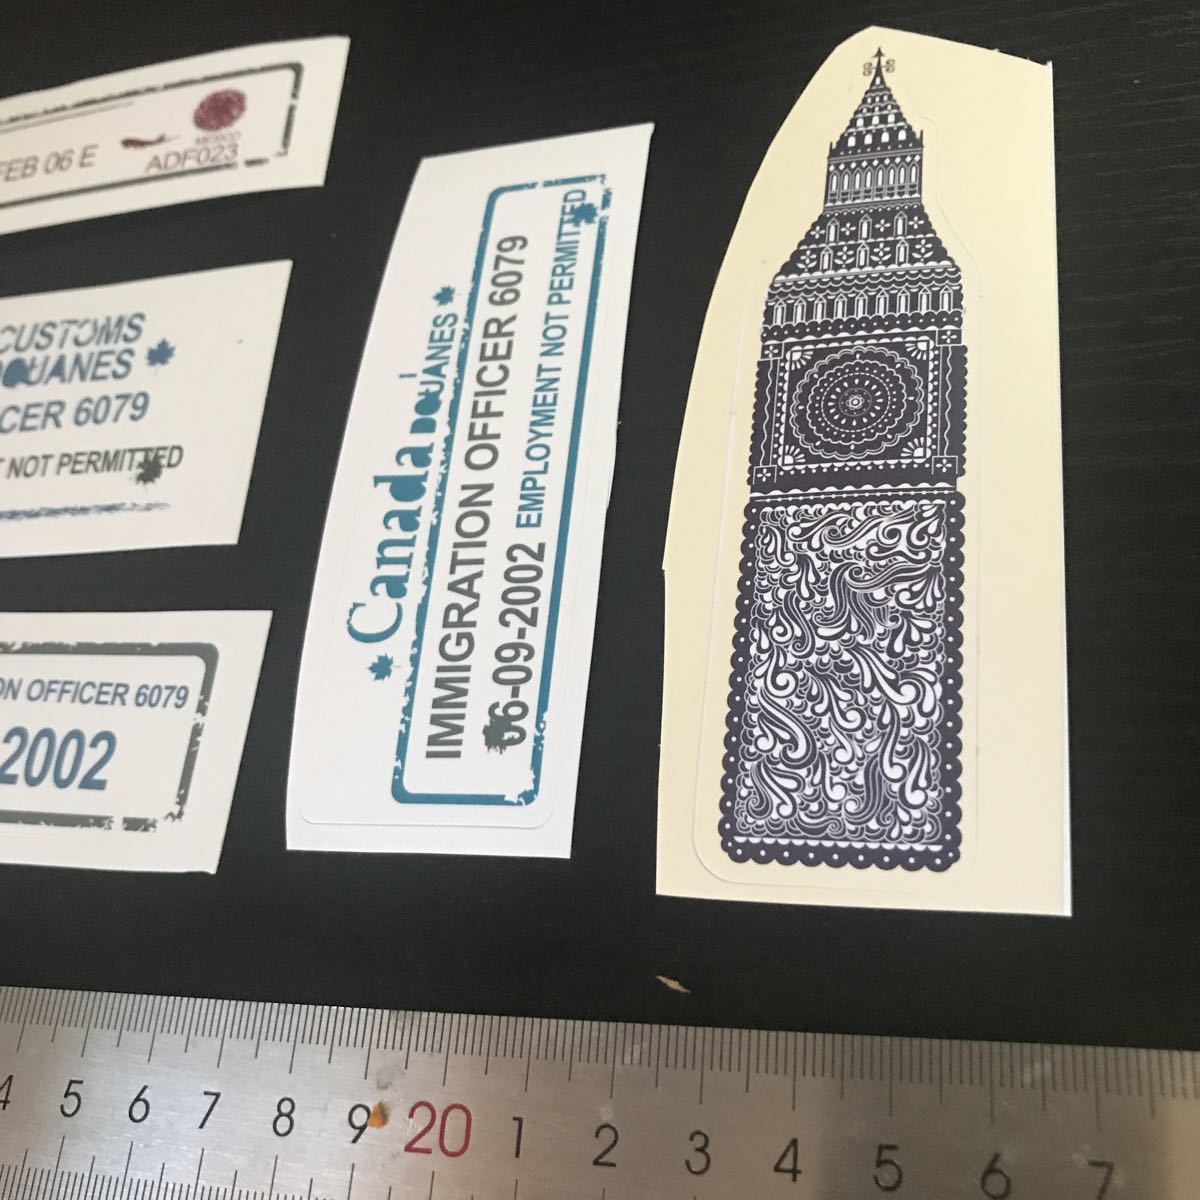 FEB 06 E
MEXICO
ADF023
CUSTOMS
DOUANES
CER 6079
T NOT PERMITTED
ON OFFICER 6079
2002
Canada DOUANES
IMMIGRATION OFFICER 6079
06-09-2002 EMPLOYMENT NOT PERMITTED
4 5 6 7 8 9 20 1 2 3 4 5 6 7